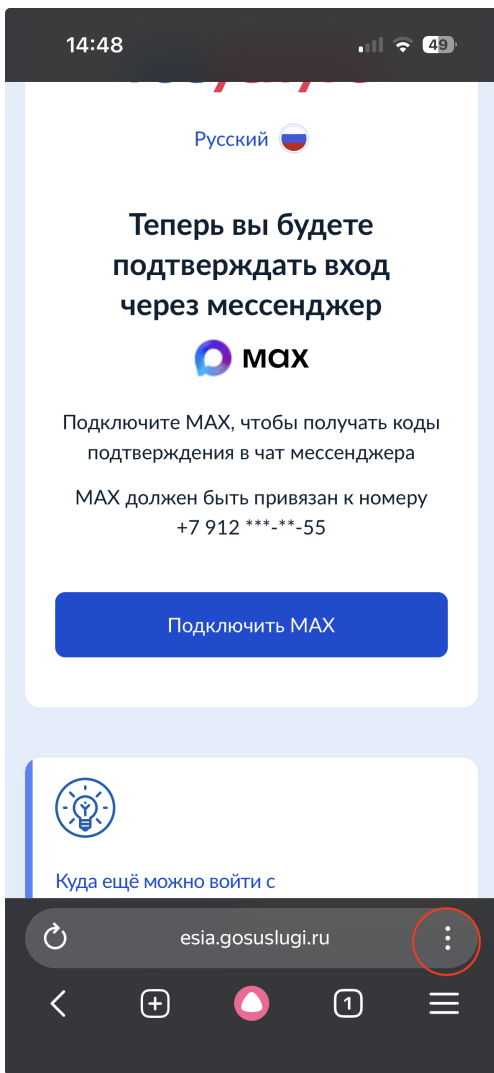 14:48
49
Русский
Теперь вы будете
подтверждать вход
через мессенджер
мах
Подключите MAX, чтобы получать коды
подтверждения в чат мессенджера
MAX должен быть привязан к номеру
+7 912 ***-**-55
Подключить MAX
Куда ещё можно войти с
esia.gosuslugi.ru
1